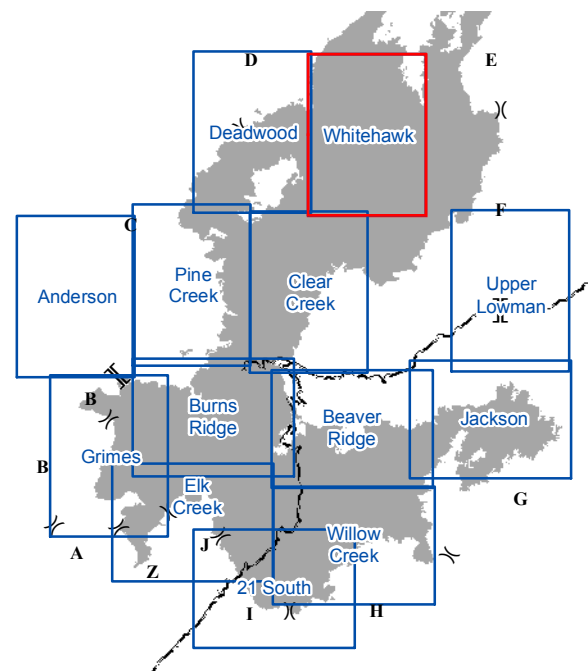 D
E
Deadwood
Whitehawk
C
F
Pine
Creek
Clear
Creek
Anderson
Upper
Lowman
][
][
B
Burns
Ridge
Beaver
Ridge
Jackson
B
Grimes
Elk
Creek
G
A
Z
J
Willow
Creek
21 South
I
H